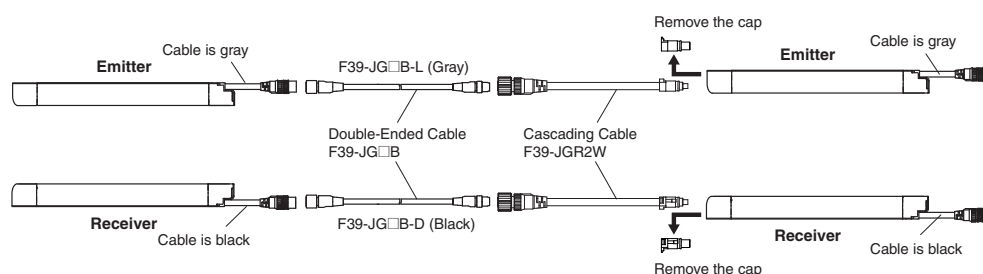 Remove the cap
Cable is gray
Emitter
F39-JG□B-L (Gray)
Cable is gray
Emitter
Double-Ended Cable
F39-JG□B
Cascading Cable
F39-JGR2W
Receiver
Cable is black
F39-JG□B-D (Black)
Receiver
Cable is black
Remove the cap